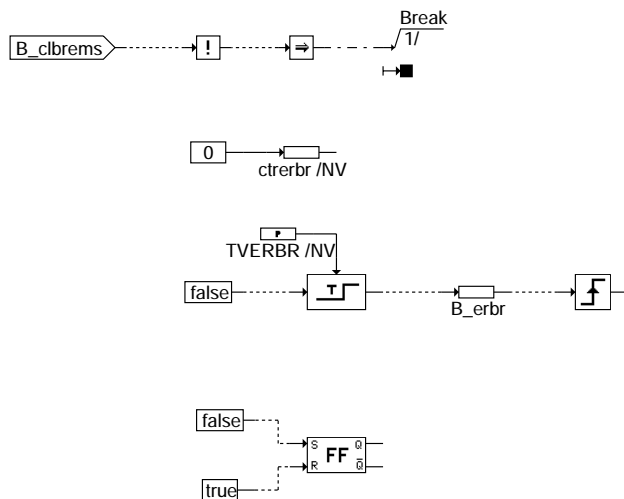 Break
B_clbrems
!
⇒
1/
0
ctrerbr /NV
P
TVERBR /NV
false
T
B_erbr
false
S Q
FF
R Q̅
true